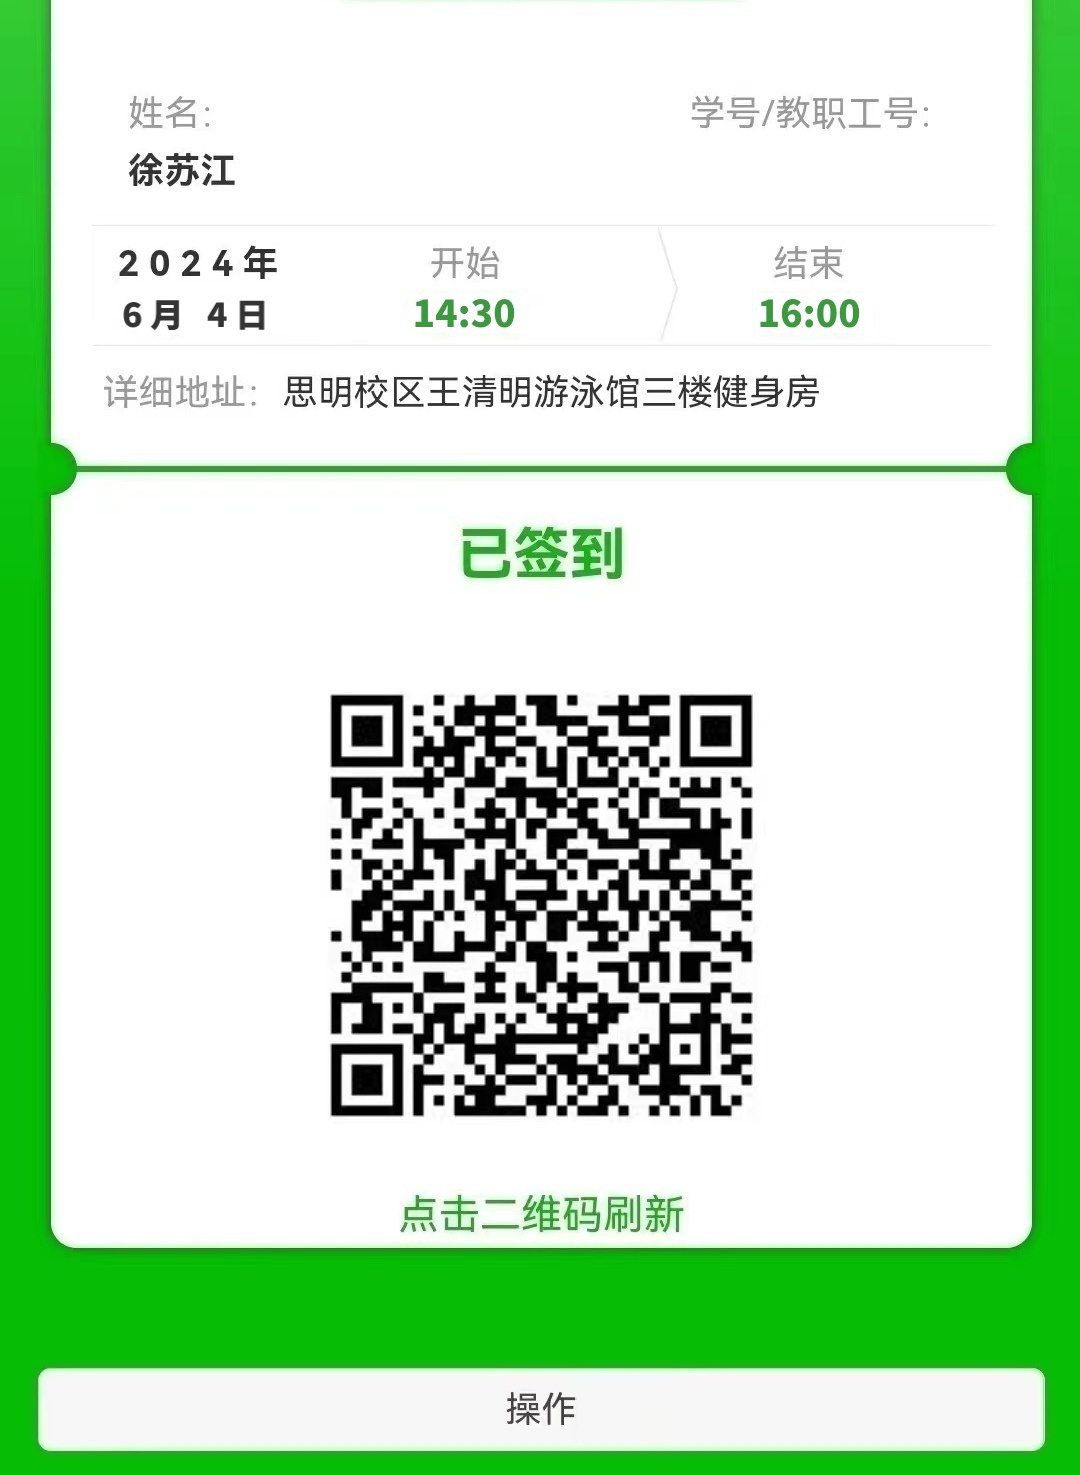 姓名：
学号/教职工号：
徐苏江
2024年
6月 4日
开始
14:30
结束
16:00
详细地址：思明校区王清明游泳馆三楼健身房
已签到
点击二维码刷新
操作